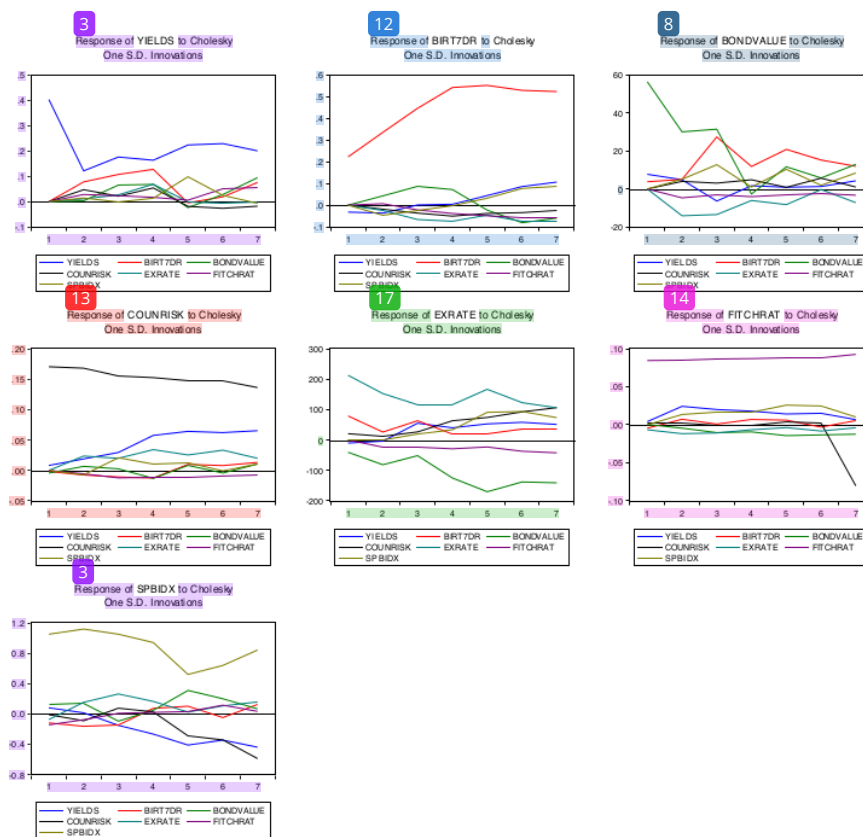 3
Response of YIELDS to Cholesky
One S.D. Innovations
.5
.4
.3
.2
.1
.0
-.1
1 2 3 4 5 6 7
YIELDS BIRT7DR BONDVALUE
COUNRISK EXRATE FITCHRAT
SPBIDX
12
Response of BIRT7DR to Cholesky
One S.D. Innovations
.6
.5
.4
.3
.2
.1
.0
-.1
1 2 3 4 5 6 7
YIELDS BIRT7DR BONDVALUE
COUNRISK EXRATE FITCHRAT
SPBIDX
8
Response of BONDVALUE to Cholesky
One S.D. Innovations
60
40
20
0
-20
1 2 3 4 5 6 7
YIELDS BIRT7DR BONDVALUE
COUNRISK EXRATE FITCHRAT
SPBIDX
13
Response of COUNRISK to Cholesky
One S.D. Innovations
.20
.15
.10
.05
.00
-.05
1 2 3 4 5 6 7
YIELDS BIRT7DR BONDVALUE
COUNRISK EXRATE FITCHRAT
SPBIDX
17
Response of EXRATE to Cholesky
One S.D. Innovations
300
200
100
0
-100
-200
1 2 3 4 5 6 7
YIELDS BIRT7DR BONDVALUE
COUNRISK EXRATE FITCHRAT
SPBIDX
14
Response of FITCHRAT to Cholesky
One S.D. Innovations
.10
.05
.00
-.05
-.10
1 2 3 4 5 6 7
YIELDS BIRT7DR BONDVALUE
COUNRISK EXRATE FITCHRAT
SPBIDX
3
Response of SPBIDX to Cholesky
One S.D. Innovations
1.2
0.8
0.4
0.0
-0.4
-0.8
1 2 3 4 5 6 7
YIELDS BIRT7DR BONDVALUE
COUNRISK EXRATE FITCHRAT
SPBIDX